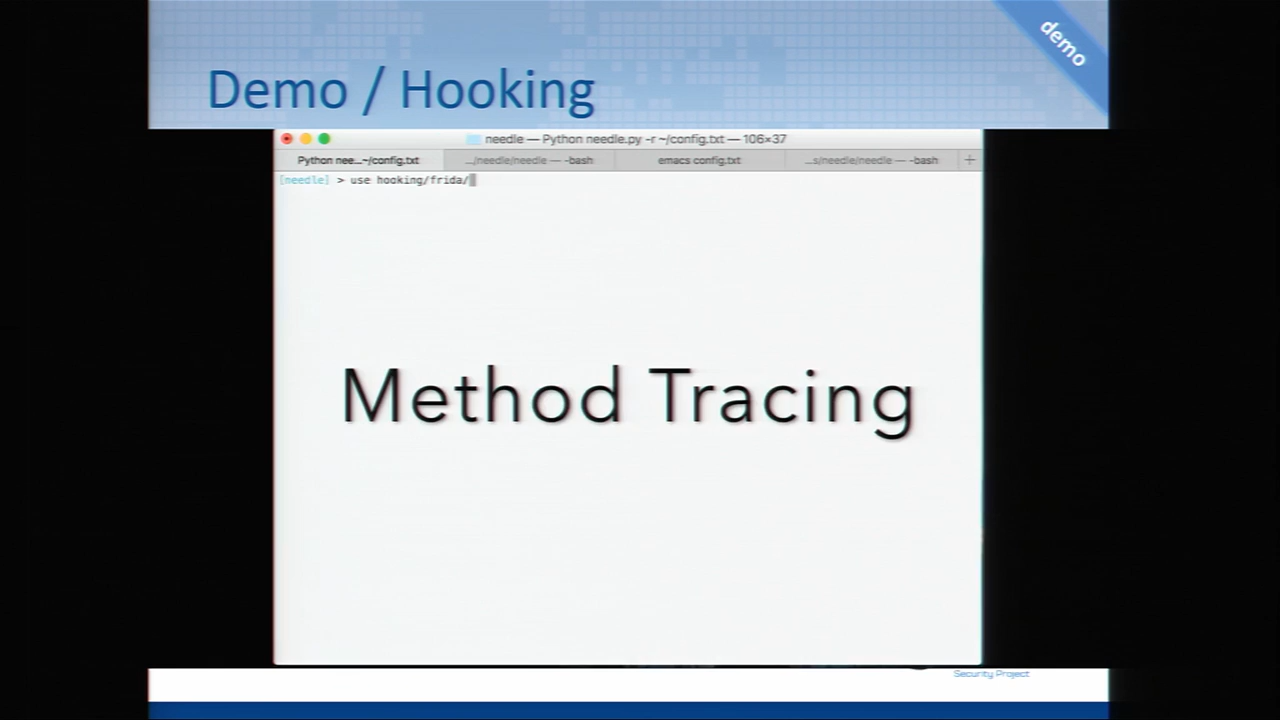 demo
Demo / Hooking
needle — Python needle.py -r ~/config.txt — 106×37
Python nee...~/config.txt
.../needle/needle — -bash
emacs config.txt
...s/needle/needle — -bash
+
[needle] > use hooking/frida/
Method Tracing
Security Project